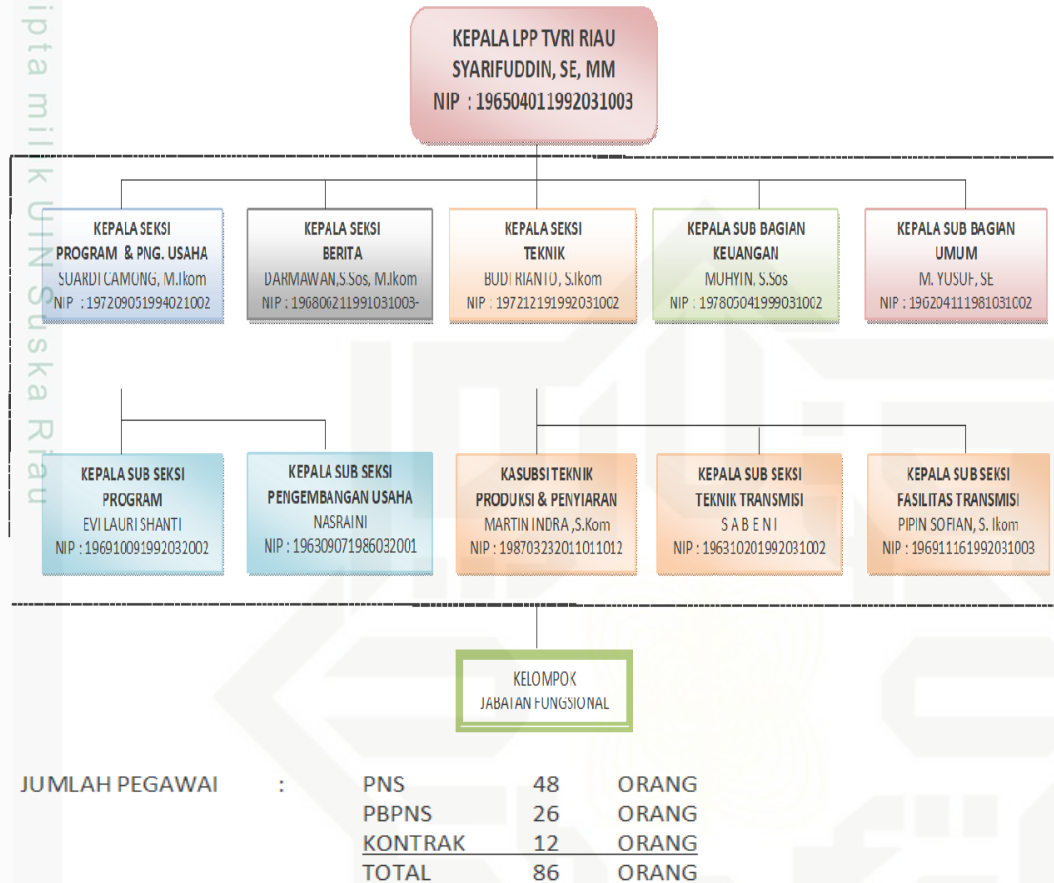 ipta milik UIN Suska Riau
KEPALA LPP TVRI RIAU
SYARIFUDDIN, SE, MM
NIP : 196504011992031003
KEPALA SEKSI
PROGRAM & PNG. USAHA
SUARDI CAMONG, M.Ikom
NIP : 197209051994021002
KEPALA SEKSI
BERITA
DARMAWAN,S.Sos, M.Ikom
NIP : 196806211991031003-
KEPALA SEKSI
TEKNIK
BUDI RIANTO, S.Ikom
NIP : 197212191992031002
KEPALA SUB BAGIAN
KEUANGAN
MUHYIN, S.Sos
NIP : 197805041999031002
KEPALA SUB BAGIAN
UMUM
M. YUSUF, SE
NIP : 196204111981031002
KEPALA SUB SEKSI
PROGRAM
EVI LAURI SHANTI
NIP : 196910091992032002
KEPALA SUB SEKSI
PENGEMBANGAN USAHA
NASRAINI
NIP : 196309071986032001
KASUBSI TEKNIK
PRODUKSI & PENYIARAN
MARTIN INDRA ,S.Kom
NIP : 198703232011011012
KEPALA SUB SEKSI
TEKNIK TRANSMISI
S A B E N I
NIP : 196310201992031002
KEPALA SUB SEKSI
FASILITAS TRANSMISI
PIPIN SOFIAN, S. Ikom
NIP : 196911161992031003
KELOMPOK
JABATAN FUNGSIONAL
JUMLAH PEGAWAI : PNS 48 ORANG
PBPNS 26 ORANG
KONTRAK 12 ORANG
TOTAL 86 ORANG